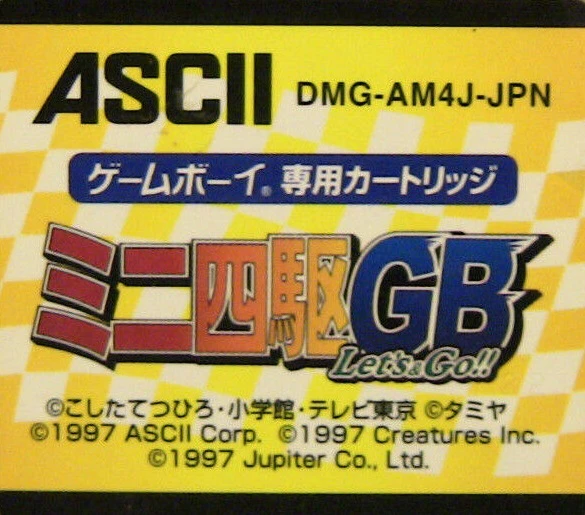 ASCII DMG-AM4J-JPN
ゲームボーイ® 専用カートリッジ
ミニ四駆GB
Let's&Go!!
©こしたてつひろ・小学館・テレビ東京 ©タミヤ
©1997 ASCII Corp. ©1997 Creatures Inc.
©1997 Jupiter Co., Ltd.